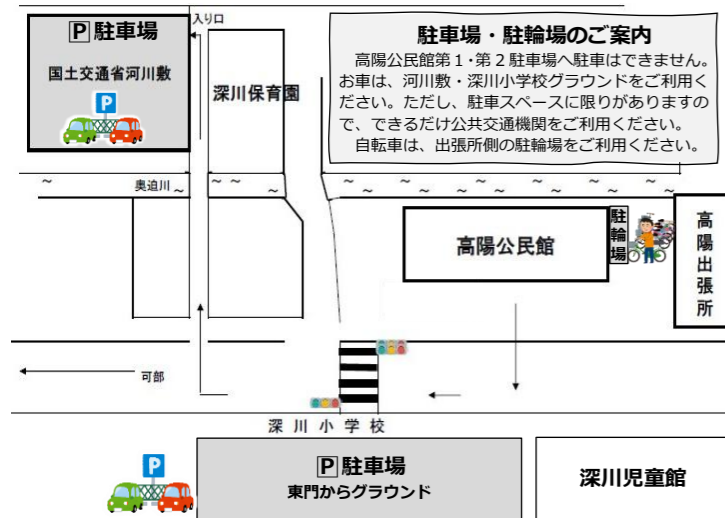 P 駐車場
国土交通省河川敷
P
入り口
深川保育園
駐車場・駐輪場のご案内
高陽公民館第1・第2駐車場へ駐車はできません。
お車は、河川敷・深川小学校グラウンドをご利用く
ださい。ただし、駐車スペースに限りがありますの
で、できるだけ公共交通機関をご利用ください。
自転車は、出張所側の駐輪場をご利用ください。
奥迫川
高陽公民館
駐輪場
高陽出張所
可部
深川小学校
P
P 駐車場
東門からグラウンド
深川児童館